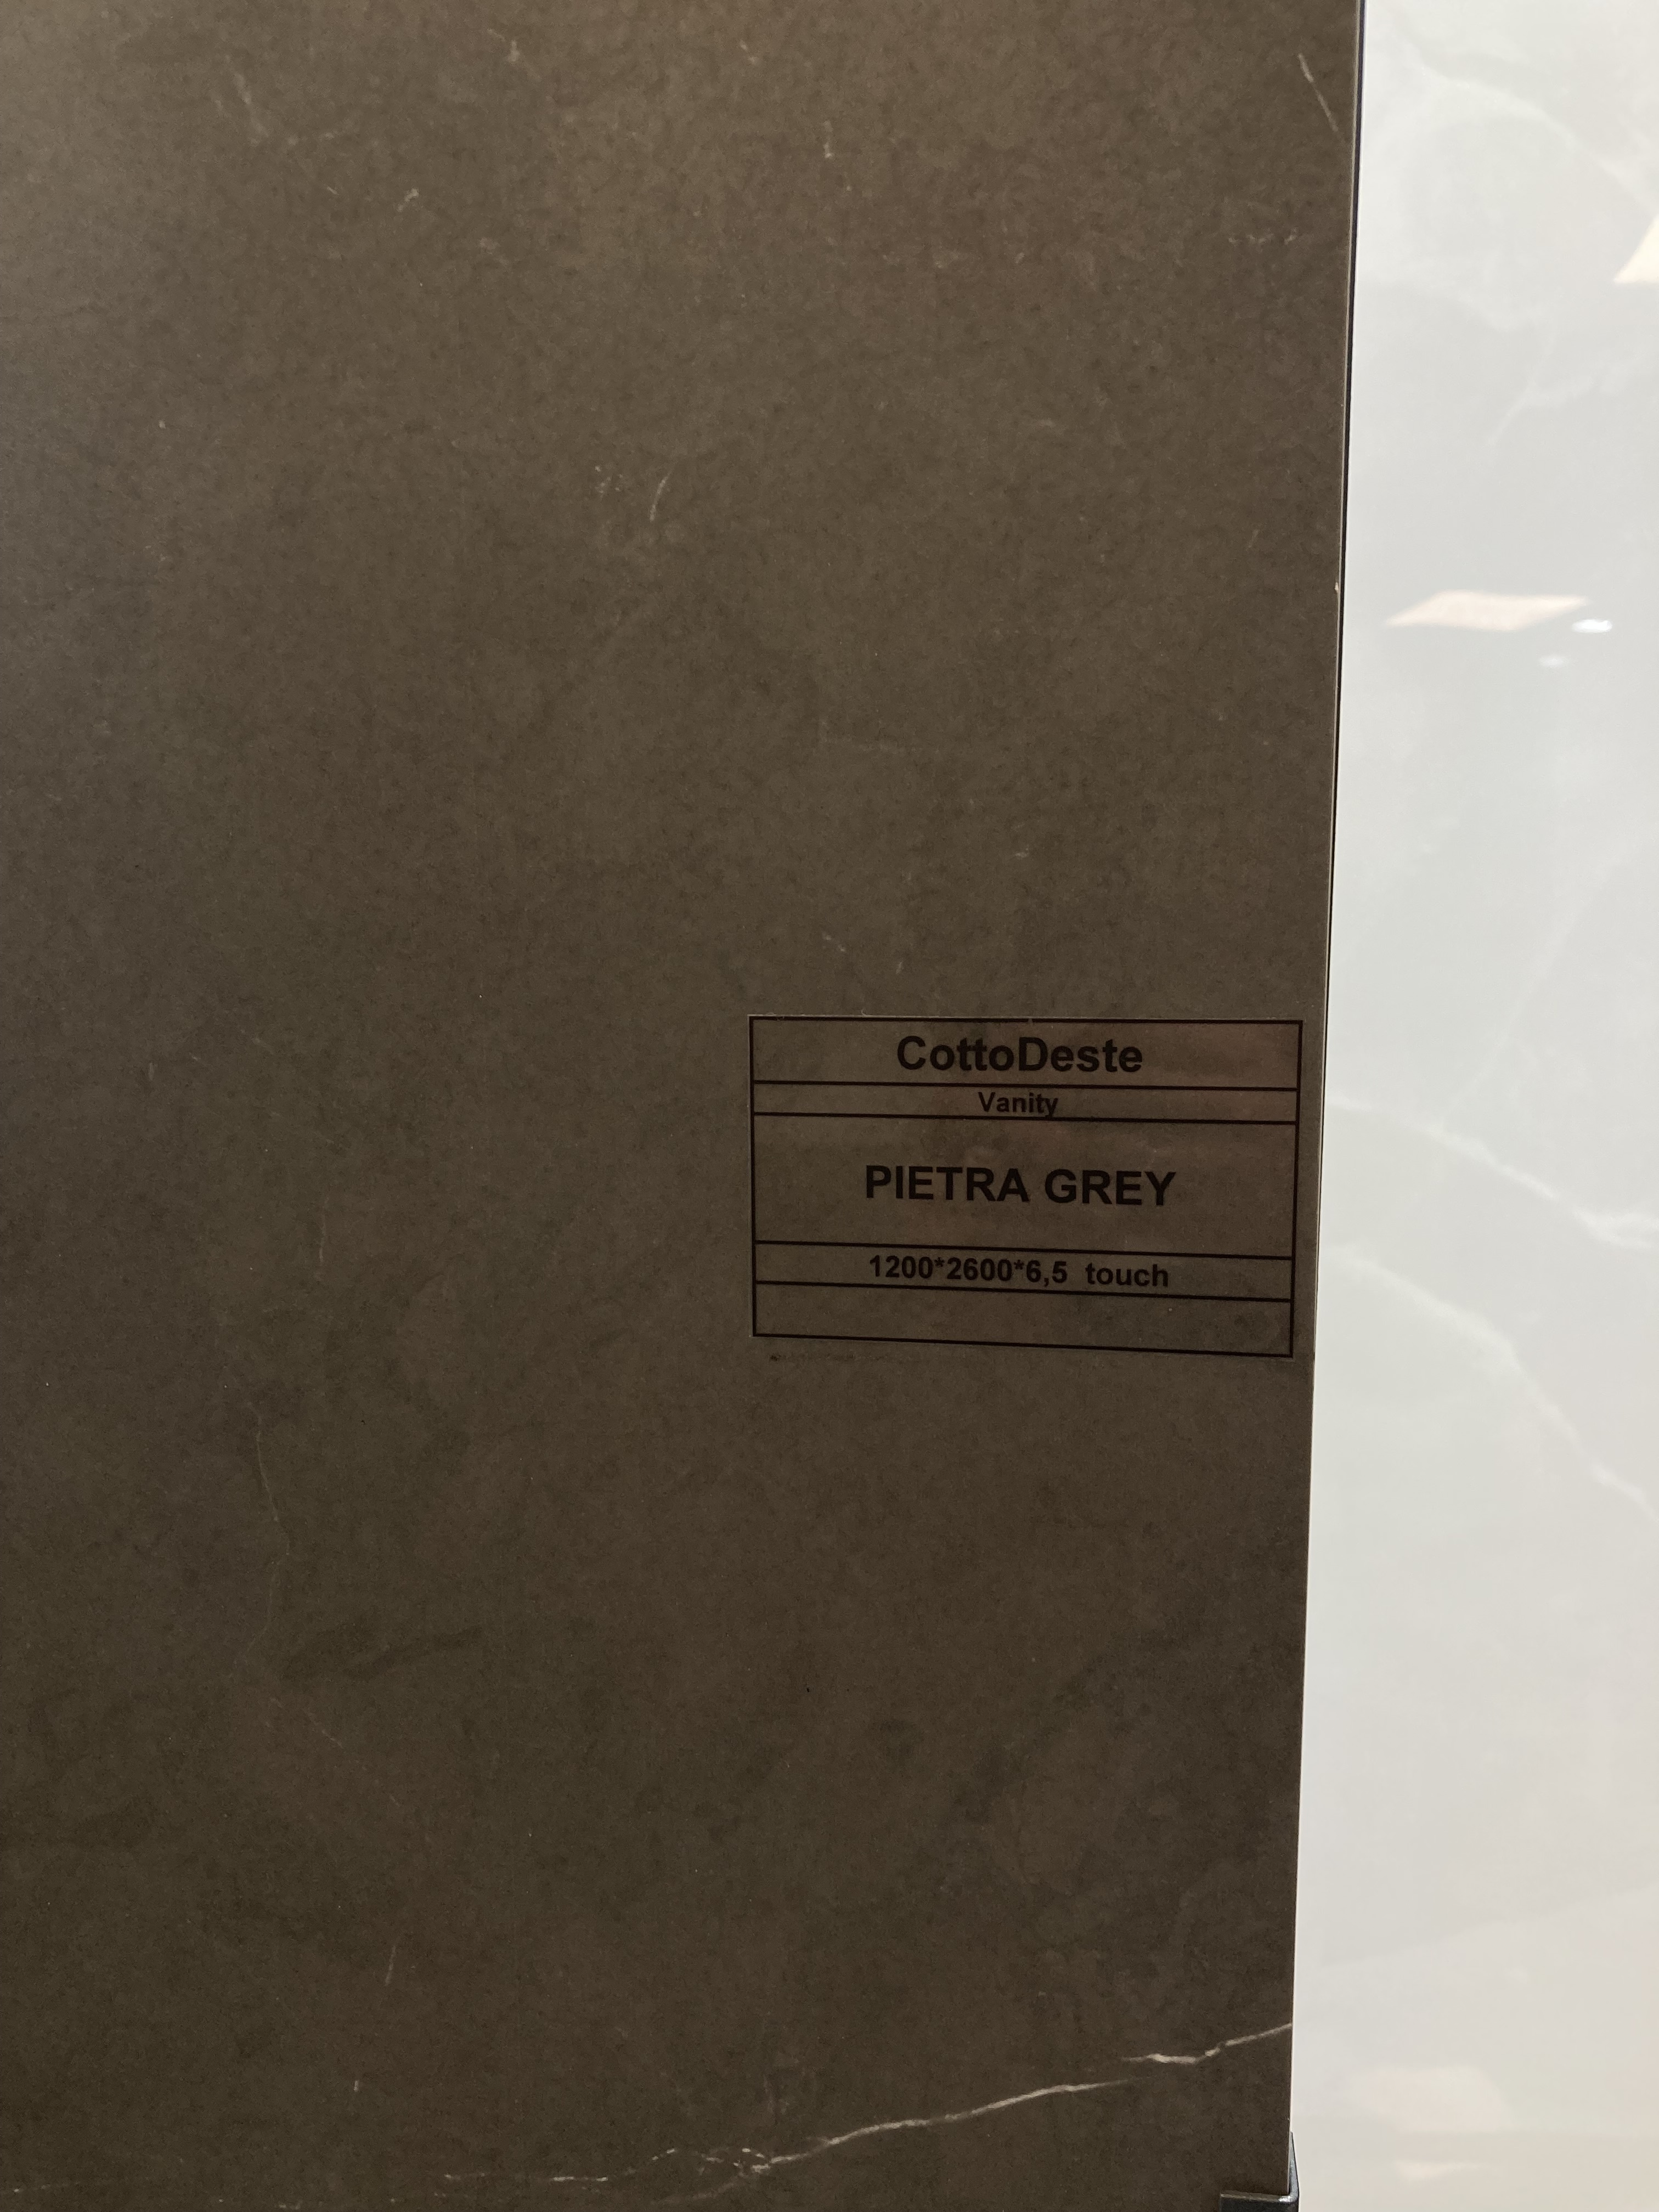 CottoDeste
Vanity
PIETRA GREY
1200*2600*6,5 touch